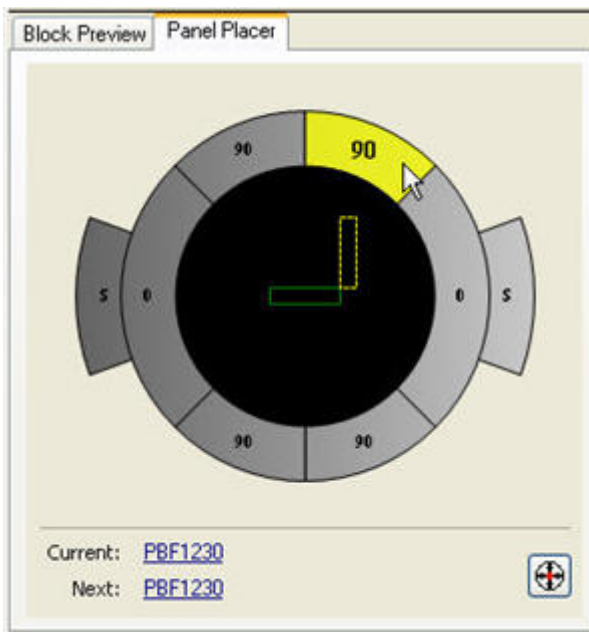 Block Preview Panel Placer
90 90
S 0 0 S
90 90
Current: PBF1230
Next: PBF1230